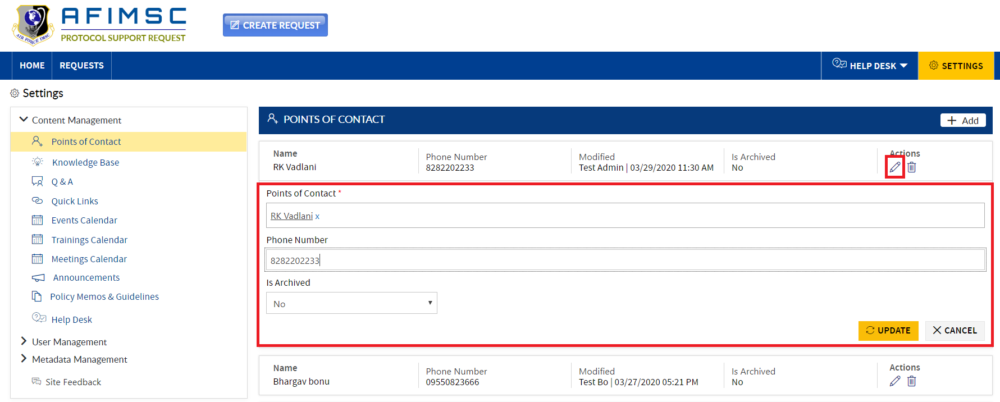 AFIMSC
PROTOCOL SUPPORT REQUEST
AIR FORCE IMSC
CREATE REQUEST
HOME
REQUESTS
HELP DESK
SETTINGS
Settings
Content Management
Points of Contact
Knowledge Base
Q & A
Quick Links
Events Calendar
Trainings Calendar
Meetings Calendar
Announcements
Policy Memos & Guidelines
Help Desk
User Management
Metadata Management
Site Feedback
POINTS OF CONTACT
+ Add
Name
RK Vadlani
Phone Number
8282202233
Modified
Test Admin | 03/29/2020 11:30 AM
Is Archived
No
Actions
Points of Contact *
RK Vadlani x
Phone Number
8282202233
Is Archived
No
UPDATE
CANCEL
Name
Bhargav bonu
Phone Number
09550823666
Modified
Test Bo | 03/27/2020 05:21 PM
Is Archived
No
Actions